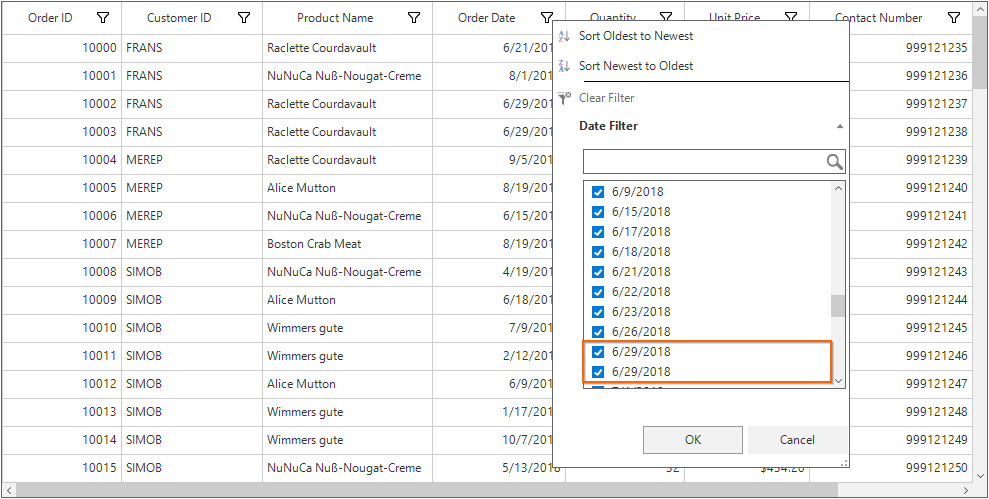 Order ID Customer ID Product Name Order Date Quantity Unit Price Contact Number
10000 FRANS Raclette Courdavault 6/21/201 999121235
10001 FRANS NuNuCa Nuß-Nougat-Creme 8/1/201 999121236
10002 FRANS Raclette Courdavault 6/29/201 999121237
10003 FRANS Raclette Courdavault 6/29/201 999121238
10004 MEREP Raclette Courdavault 9/5/201 999121239
10005 MEREP Alice Mutton 8/19/201 999121240
10006 MEREP NuNuCa Nuß-Nougat-Creme 6/15/201 999121241
10007 MEREP Boston Crab Meat 8/19/201 999121242
10008 SIMOB NuNuCa Nuß-Nougat-Creme 4/19/201 999121243
10009 SIMOB Alice Mutton 6/18/201 999121244
10010 SIMOB Wimmers gute 7/9/201 999121245
10011 SIMOB Wimmers gute 2/12/201 999121246
10012 SIMOB Alice Mutton 6/9/201 999121247
10013 SIMOB Wimmers gute 1/17/201 999121248
10014 SIMOB Wimmers gute 10/7/201 999121249
10015 SIMOB NuNuCa Nuß-Nougat-Creme 5/13/2018 999121250
Sort Oldest to Newest
Sort Newest to Oldest
Clear Filter
Date Filter
6/9/2018
6/15/2018
6/17/2018
6/18/2018
6/21/2018
6/22/2018
6/23/2018
6/26/2018
6/29/2018
6/29/2018
OK Cancel